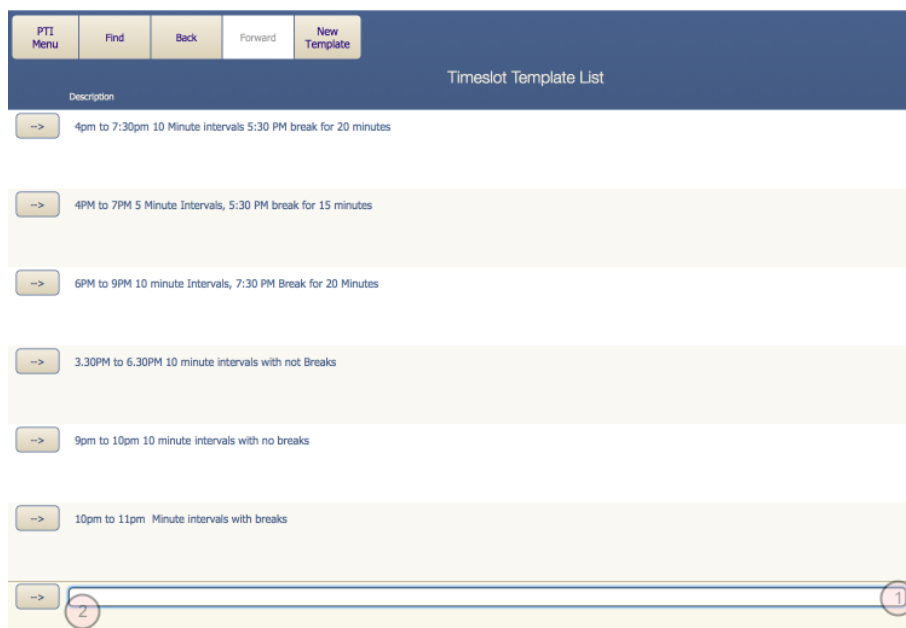 PTI Menu
Find
Back
Forward
New Template
Timeslot Template List
Description
--> 4pm to 7:30pm 10 Minute intervals 5:30 PM break for 20 minutes
--> 4PM to 7PM 5 Minute Intervals, 5:30 PM break for 15 minutes
--> 6PM to 9PM 10 minute Intervals, 7:30 PM Break for 20 Minutes
--> 3.30PM to 6.30PM 10 minute intervals with not Breaks
--> 9pm to 10pm 10 minute intervals with no breaks
--> 10pm to 11pm  Minute intervals with breaks
-->
1
2